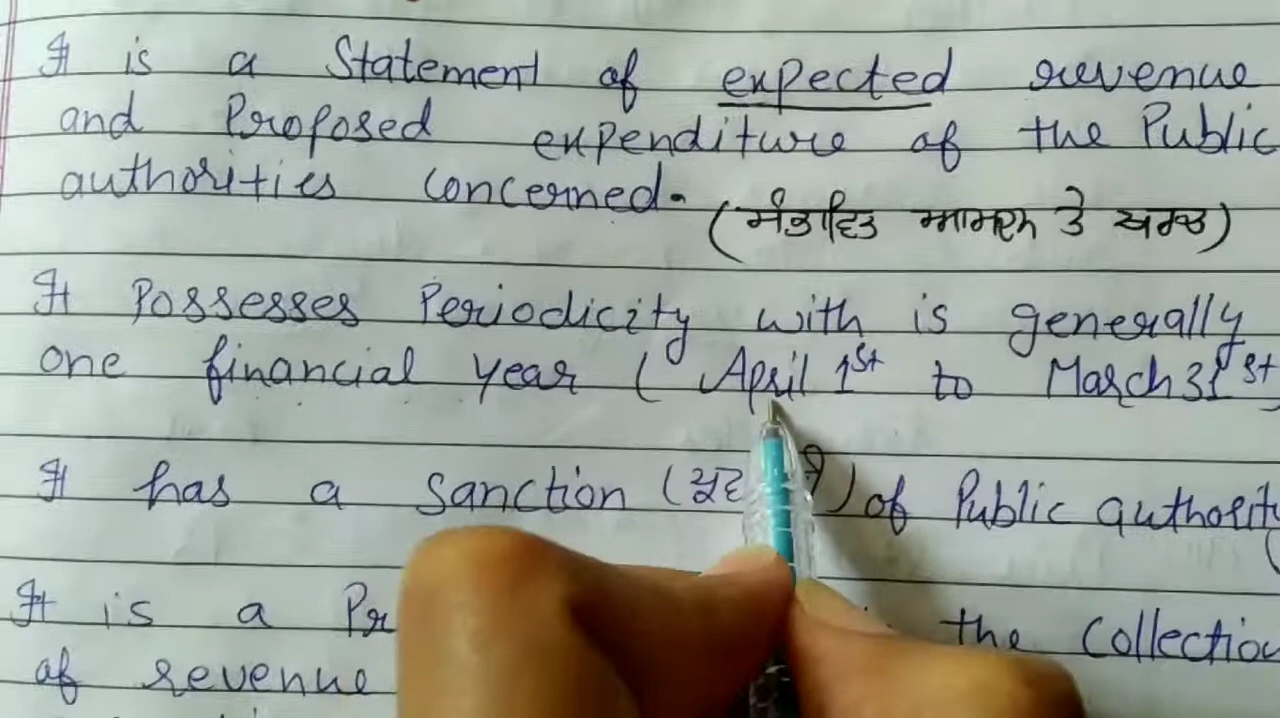 It is a Statement of expected revenue
and Proposed expenditure of the Public
authorities concerned.
(ਸੰਭਾਵਿਤ ਆਮਦਨ ਤੇ ਖਰਚ)
It Possesses Periodicity with is generally
one financial year ( April 1st to March 31st
It has a Sanction ( ) of Public authority
It is a the Collection
of revenue